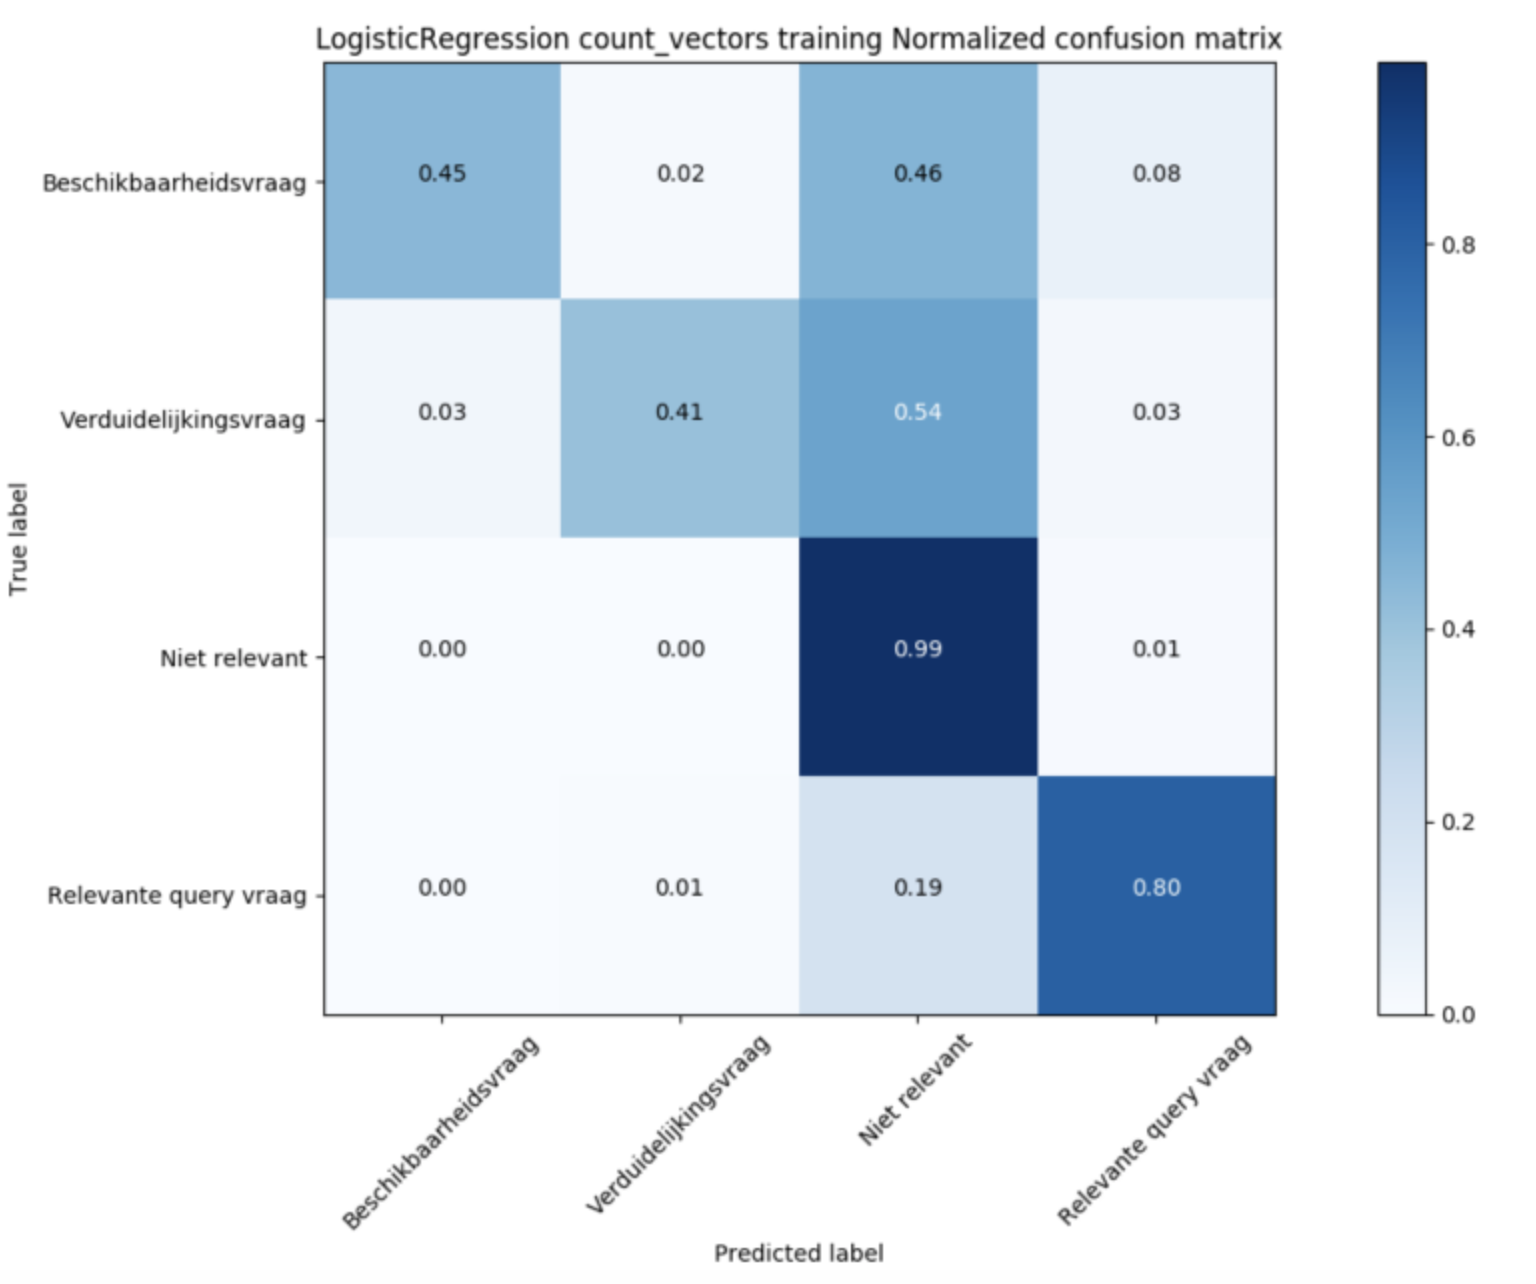 LogisticRegression count_vectors training Normalized confusion matrix
Beschikbaarheidsvraag 0.45 0.02 0.46 0.08
Verduidelijkingsvraag 0.03 0.41 0.54 0.03
Niet relevant 0.00 0.00 0.99 0.01
Relevante query vraag 0.00 0.01 0.19 0.80
True label
Beschikbaarheidsvraag
Verduidelijkingsvraag
Niet relevant
Relevante query vraag
Predicted label
0.8
0.6
0.4
0.2
0.0